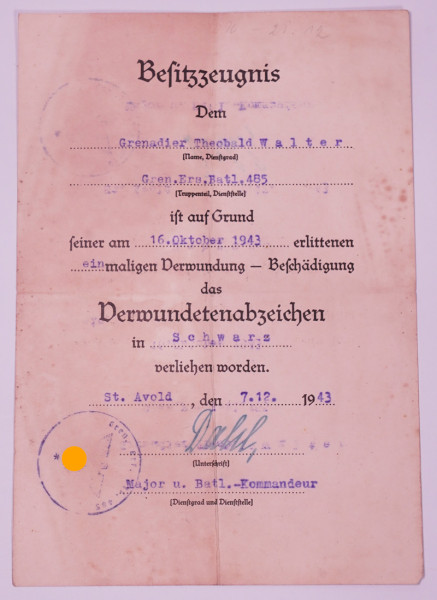 Besitzzeugnis
Dem
Grenadier Theobald Walter
(Name, Dienstgrad)
Gren.Ers.Batl.485
(Truppenteil, Dienststelle)
ist auf Grund
seiner am 16.Oktober 1943 erlittenen
einmaligen Verwundung – Beschädigung
das
Verwundetenabzeichen
in Schwarz
verliehen worden.
St. Avold, den 7.12. 1943
(Unterschrift)
Major u. Batl.-Kommandeur
(Dienstgrad und Dienststelle)